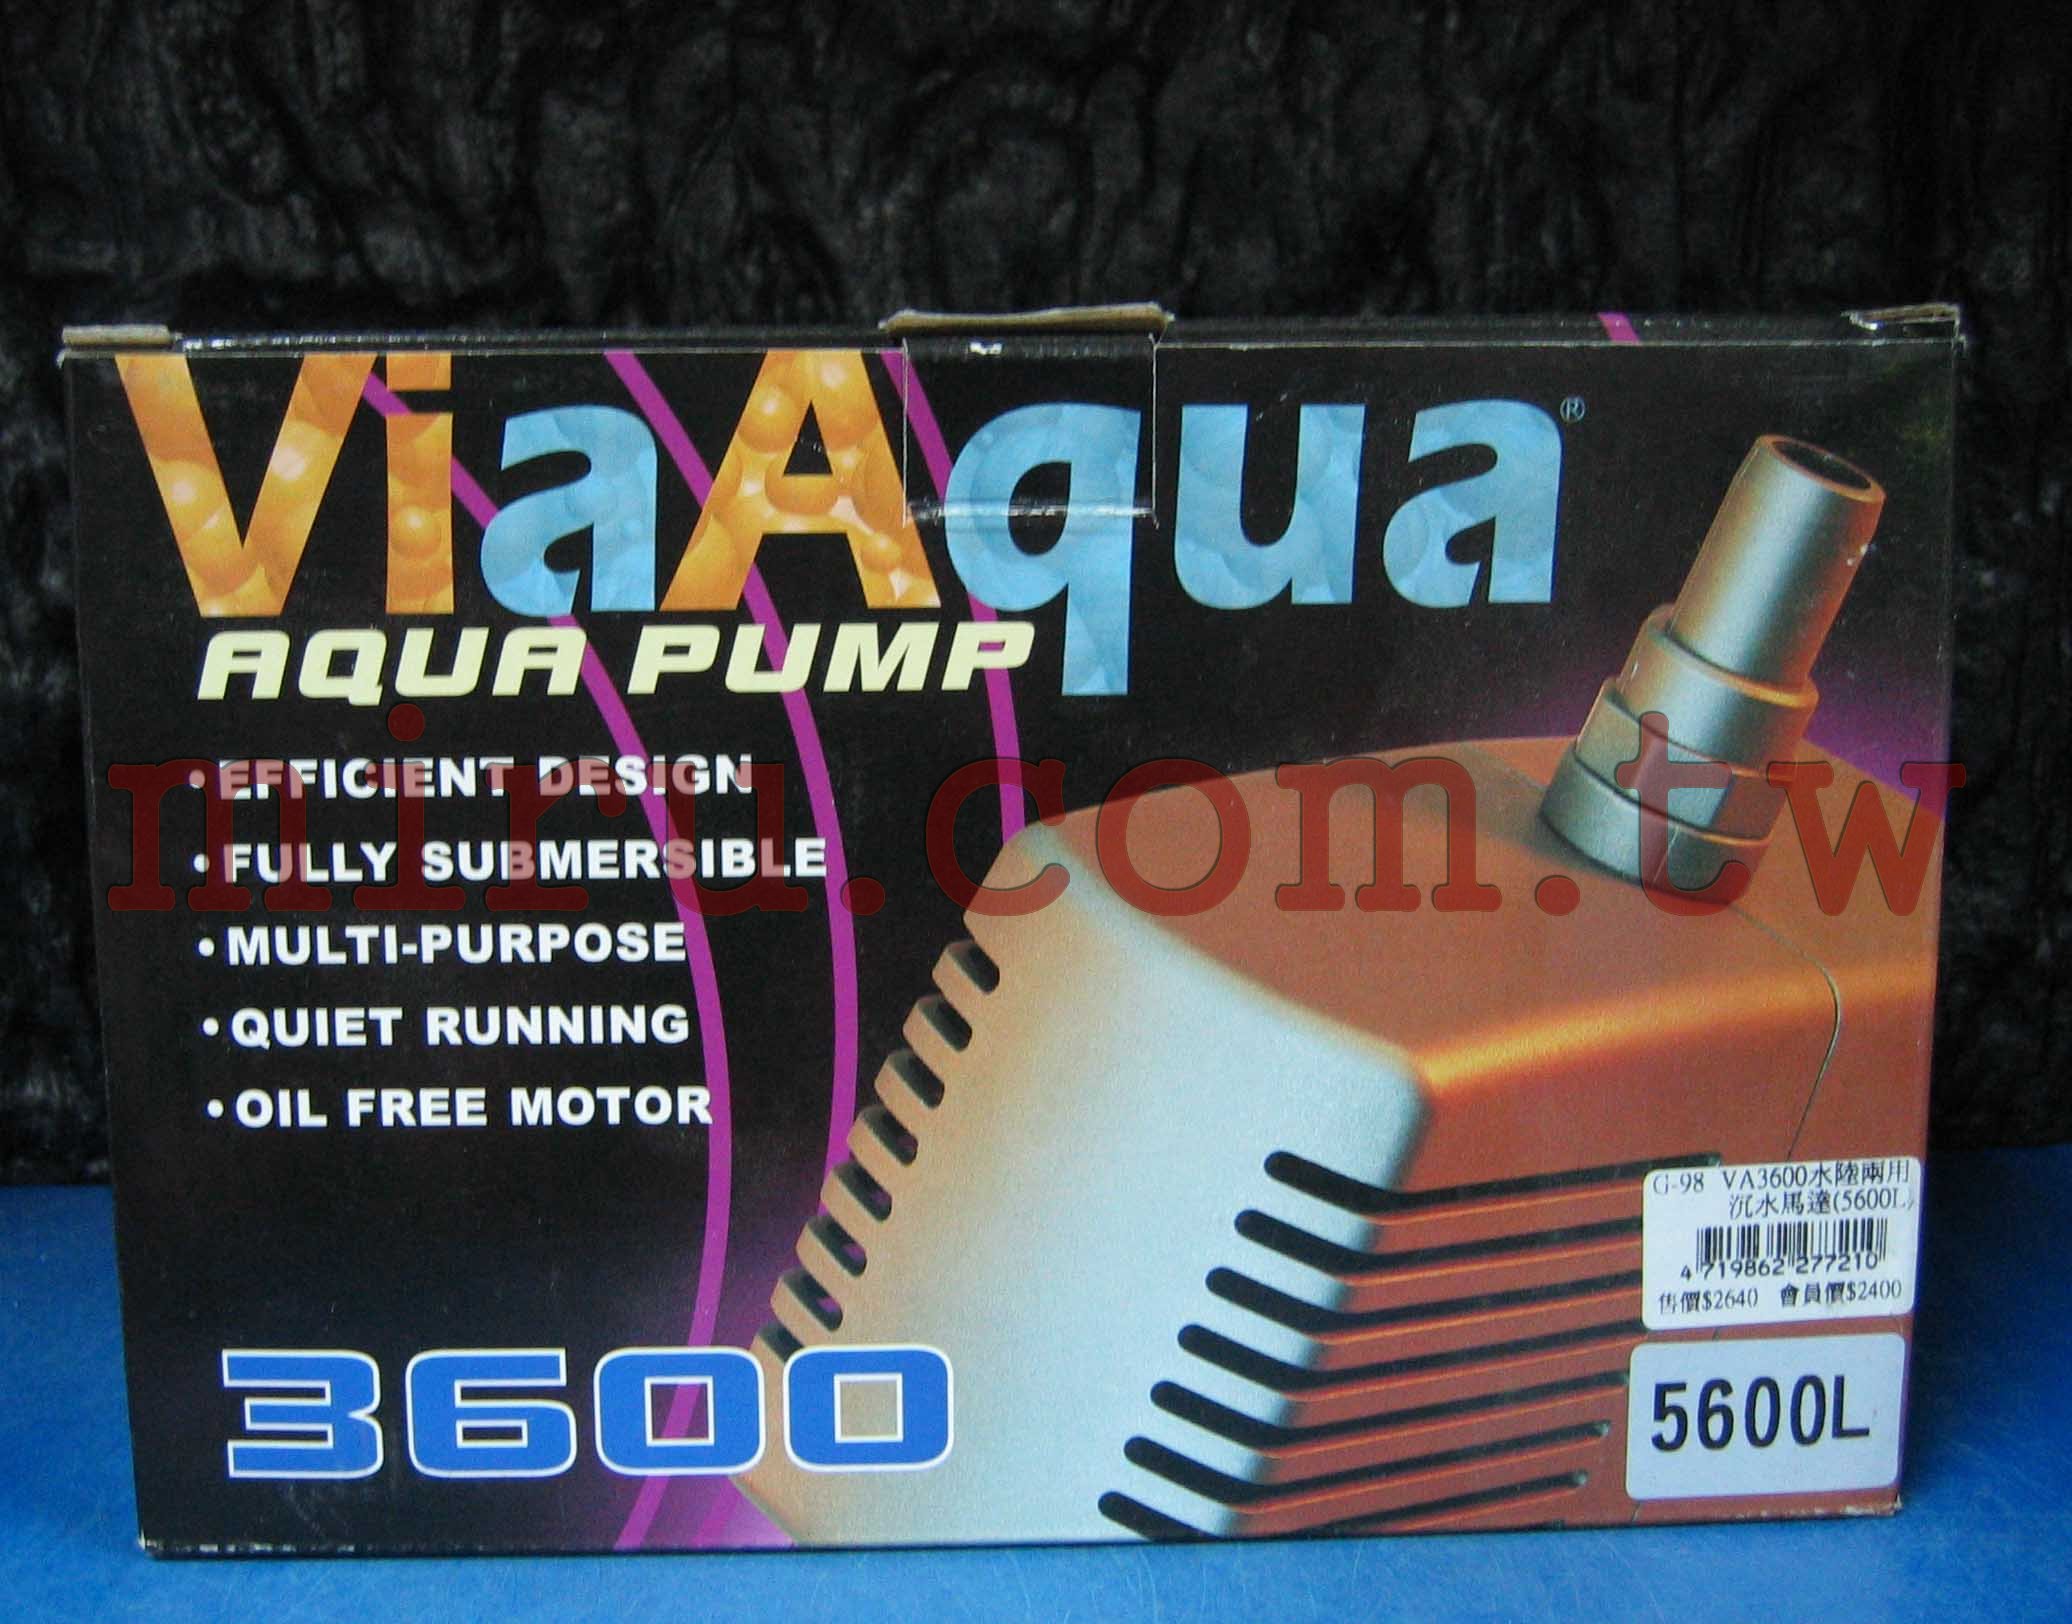 ViaAqua®
AQUA PUMP
miru.com.tw
•EFFICIENT DESIGN
•FULLY SUBMERSIBLE
•MULTI-PURPOSE
•QUIET RUNNING
•OIL FREE MOTOR
3600
G-98 VA3600水陸兩用
沉水馬達(5600L)
4 719862 277210
售價$2640 會員價$2400
5600L